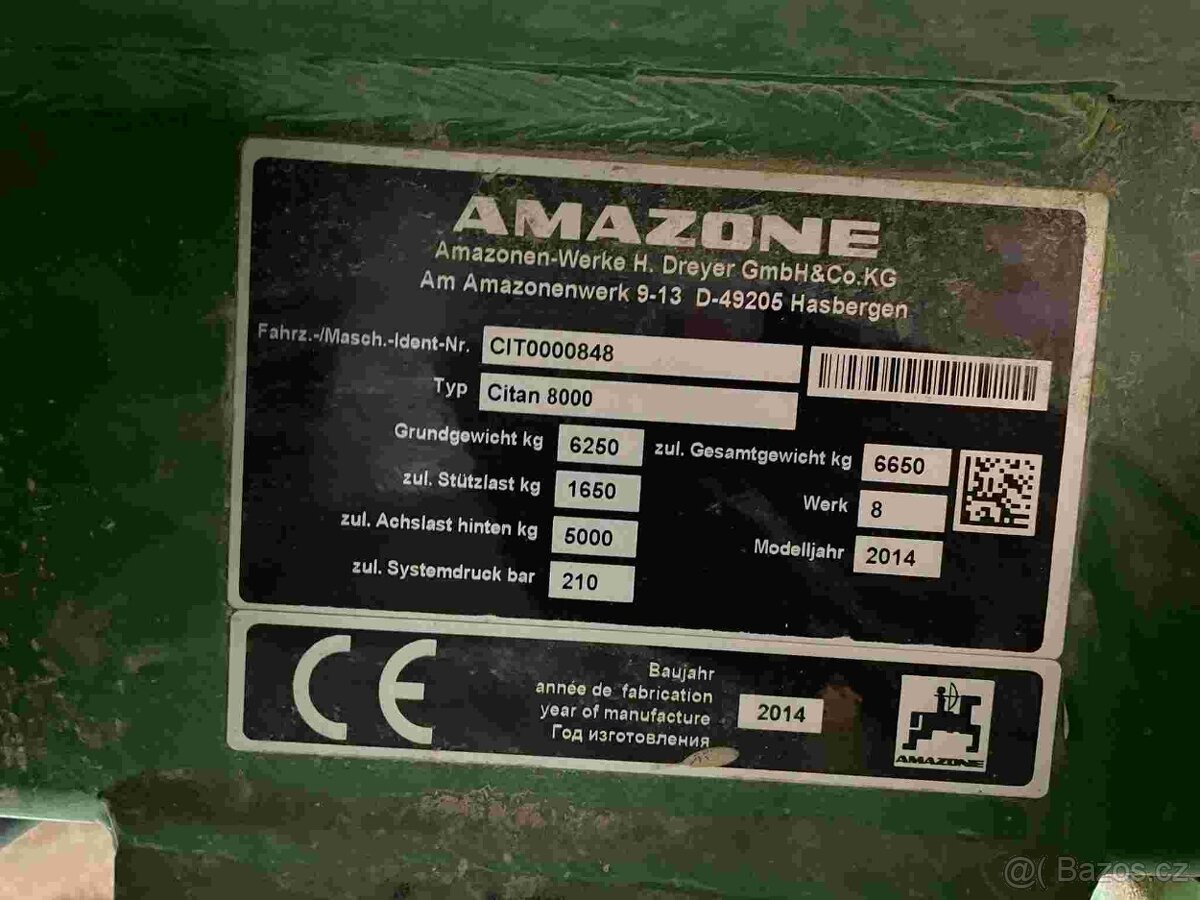 AMAZONE
Amazonen-Werke H. Dreyer GmbH&Co.KG
Am Amazonenwerk 9-13 D-49205 Hasbergen
Fahrz.-/Masch.-Ident-Nr. CIT0000848
Typ Citan 8000
Grundgewicht kg 6250 zul. Gesamtgewicht kg 6650
zul. Stützlast kg 1650 Werk 8
zul. Achslast hinten kg 5000 Modelljahr 2014
zul. Systemdruck bar 210
CE
Baujahr
année de fabrication
year of manufacture 2014
Год изготовления
AMAZONE
@( Bazos.cz